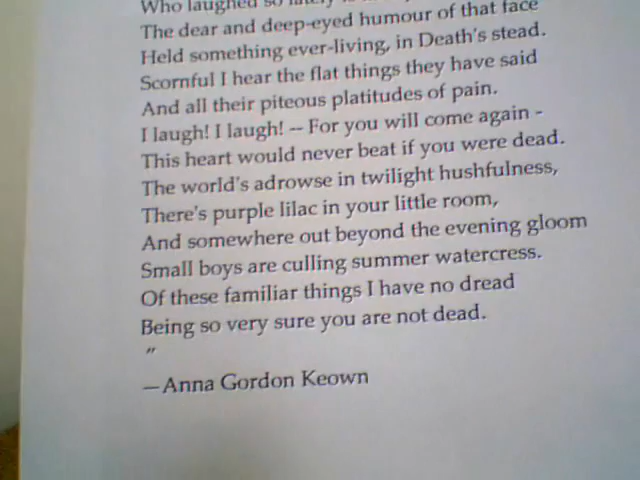 Who laughed so lately
The dear and deep-eyed humour of that face
Held something ever-living, in Death's stead.
Scornful I hear the flat things they have said
And all their piteous platitudes of pain.
I laugh! I laugh! -- For you will come again -
This heart would never beat if you were dead.
The world's adrowse in twilight hushfulness,
There's purple lilac in your little room,
And somewhere out beyond the evening gloom
Small boys are culling summer watercress.
Of these familiar things I have no dread
Being so very sure you are not dead.
"
—Anna Gordon Keown